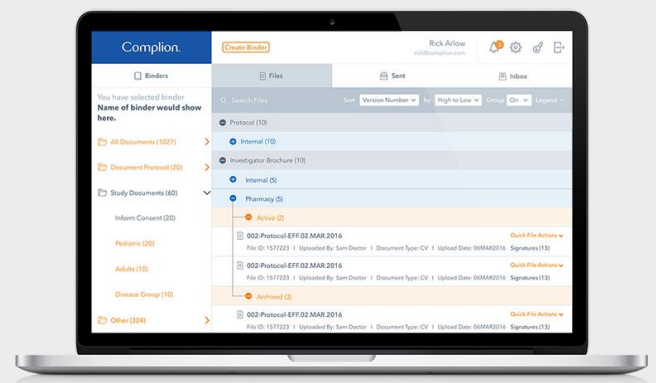 Complion.
Create Binder
Rick Arlow
rick@complion.com
3
Binders
Files
Sent
Inbox
You have selected binder
Name of binder would show
here.
Search Files
Sort Version Number by High to Low Group On Legend
All Documents (1027)
Document Protocol (20)
Study Documents (60)
Inform Consent (20)
Pediatric (20)
Adults (10)
Disease Group (10)
Other (324)
Protocol (10)
Internal (10)
Investigator Brochure (10)
Internal (5)
Pharmacy (5)
Active (2)
002-Protocol-EFF.02.MAR.2016 Quick File Actions
File ID: 1577223 | Uploaded By: Sam Doctor | Document Type: CV | Upload Date: 06MAR2016 Signatures (13)
002-Protocol-EFF.02.MAR.2016 Quick File Actions
File ID: 1577223 | Uploaded By: Sam Doctor | Document Type: CV | Upload Date: 06MAR2016 Signatures (13)
Archived (3)
002-Protocol-EFF.02.MAR.2016 Quick File Actions
File ID: 1577223 | Uploaded By: Sam Doctor | Document Type: CV | Upload Date: 06MAR2016 Signatures (13)